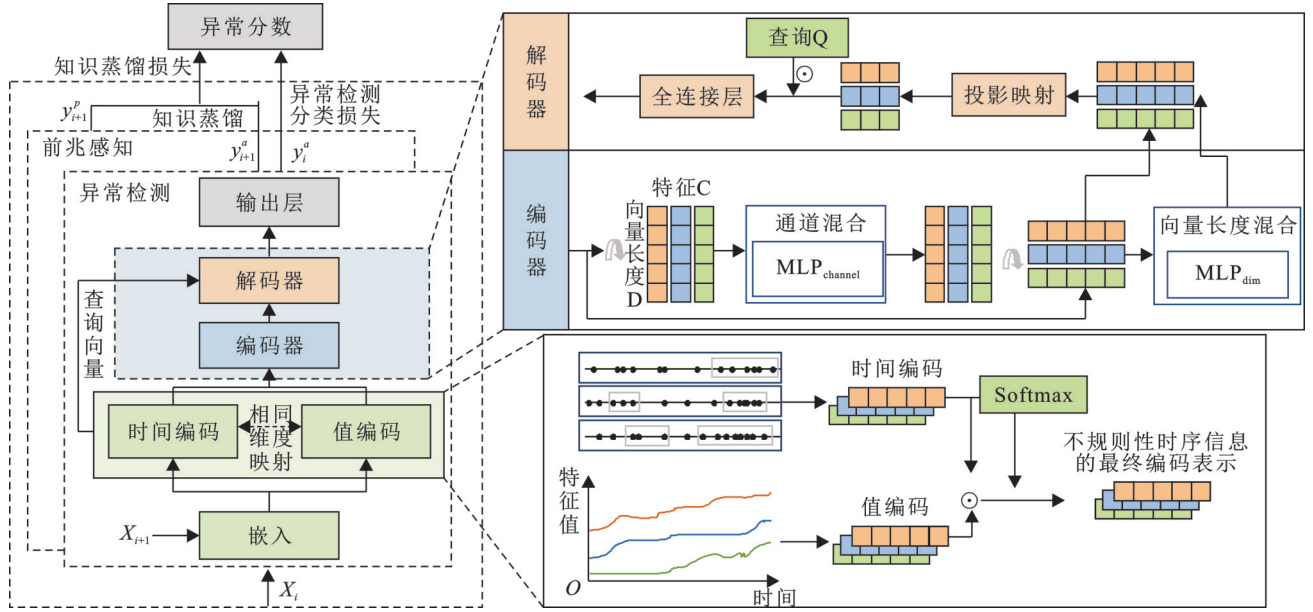 异常分数
知识蒸馏损失
y^p_{i+1}
知识蒸馏
异常检测
分类损失
前兆感知
y^a_{i+1}
y^a_i
异常检测
输出层
解码器
编码器
查询向量
时间编码
相同
维度
映射
值编码
X_{i+1}
嵌入
X_i
解码器
查询Q
全连接层
投影映射
编码器
特征C
向量长度D
通道混合
MLP_{channel}
向量长度混合
MLP_{dim}
时间编码
Softmax
不规则性时序信息
的最终编码表示
特征值
值编码
O
时间